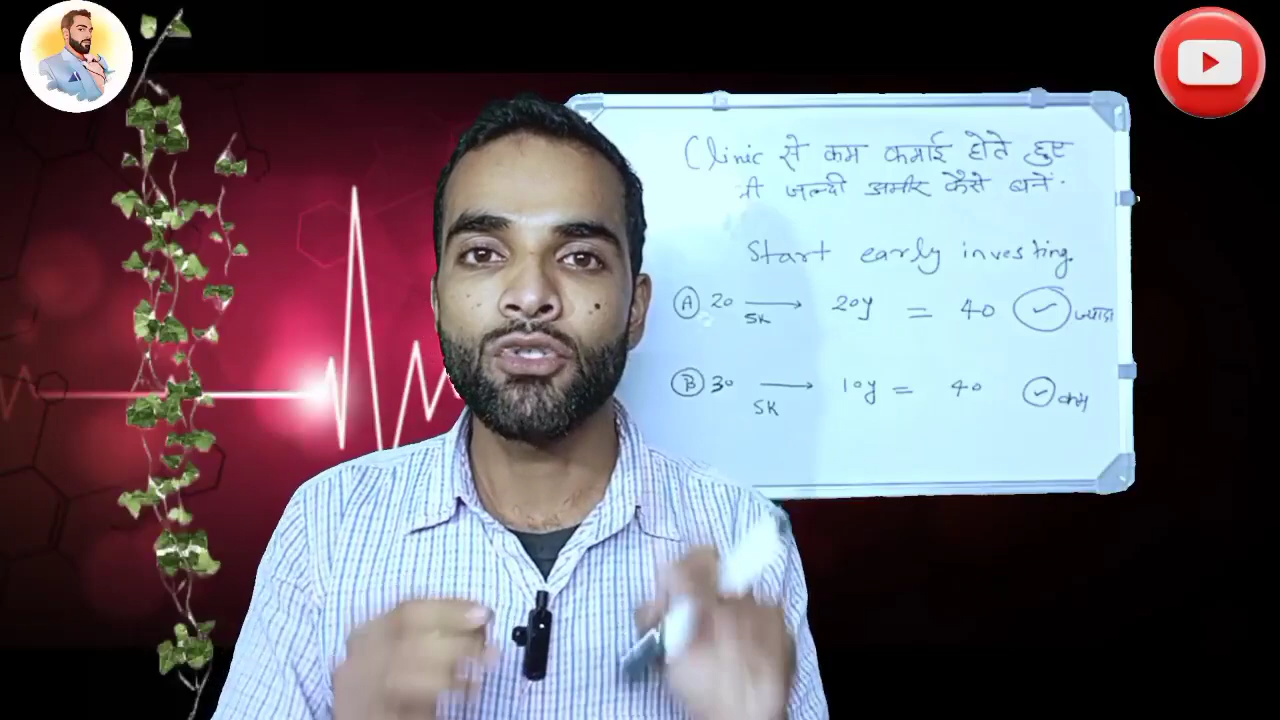 Clinic से कम कमाई होते हुए
भी जल्दी अमीर कैसे बनें.
Start early investing.
A 20 → 5K 20y = 40 ✓ ज्यादा
B 30 → 5K 10y = 40 ✓ कम